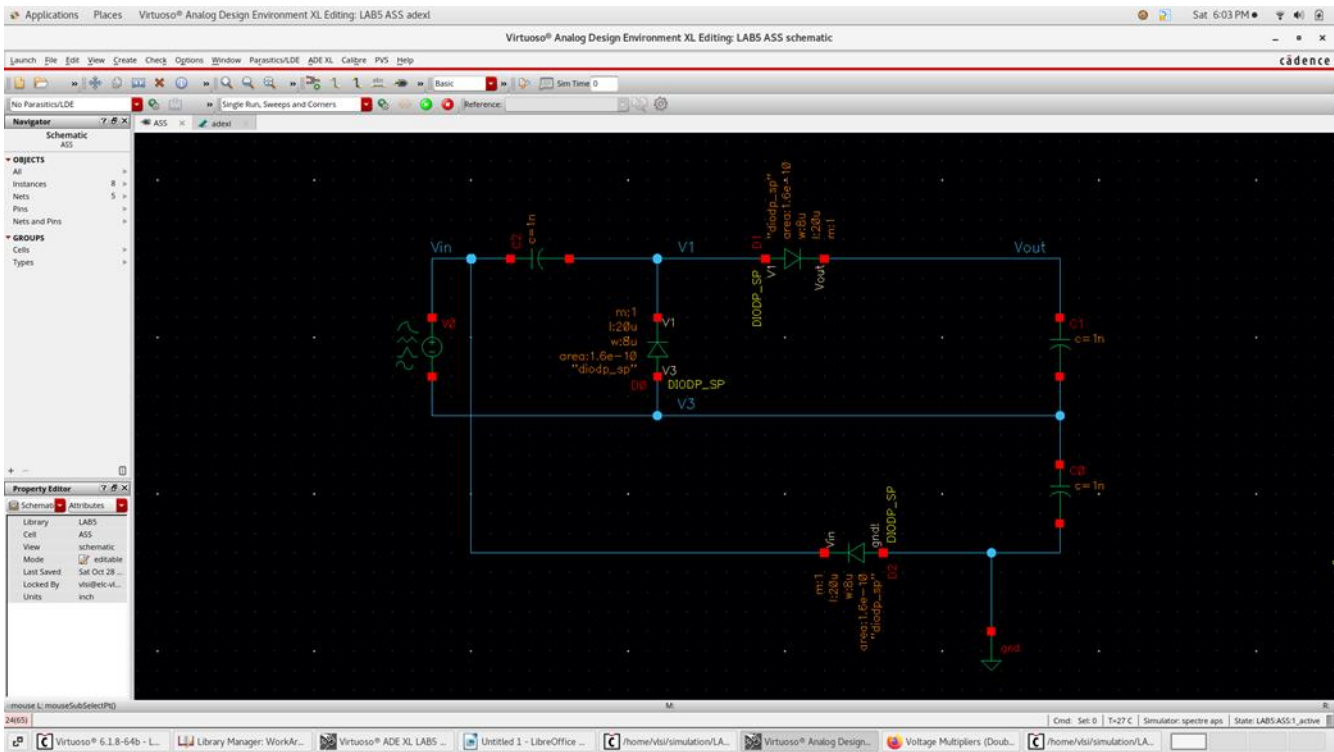 Applications Places Virtuoso® Analog Design Environment XL Editing: LAB5 ASS adexl Sat 6:03 PM
Virtuoso® Analog Design Environment XL Editing: LAB5 ASS schematic
Launch File Edit View Create Check Options Window Parasitics/LDE ADE XL Calibre PVS Help cādence
Basic Sim Time 0
No Parasitics/LDE Single Run, Sweeps and Corners Reference:
Navigator
ASS adexl
Schematic
ASS
OBJECTS
All
Instances 8
Nets 5
Pins
Nets and Pins
GROUPS
Cells
Types
Property Editor
Schemati Attributes
Library LAB5
Cell ASS
View schematic
Mode editable
Last Saved Sat Oct 28 ...
Locked By vlsi@elc-vl...
Units inch
Vin
C2
c=1n
V1
D1
"diodp_sp"
area:1.6e-10
w:8u
l:20u
m:1
DIODP_SP
V1
Vout
Vout
V0
m:1
l:20u
w:8u
area:1.6e-10
"diodp_sp"
D0
V1
V3
DIODP_SP
V3
C1
c=1n
C0
c=1n
Vin
gnd!
DIODP_SP
D2
m:1
l:20u
w:8u
area:1.6e-10
"diodp_sp"
gnd
mouse L: mouseSubSelectPt() M: R:
24(65) Cmd: Sel: 0 T=27 C Simulator: spectre aps State: LAB5:ASS:1_active
Virtuoso® 6.1.8-64b - L... Library Manager: WorkAr... Virtuoso® ADE XL LAB5 ... Untitled 1 - LibreOffice ... /home/vlsi/simulation/LA... Virtuoso® Analog Design... Voltage Multipliers (Doub... /home/vlsi/simulation/LA...